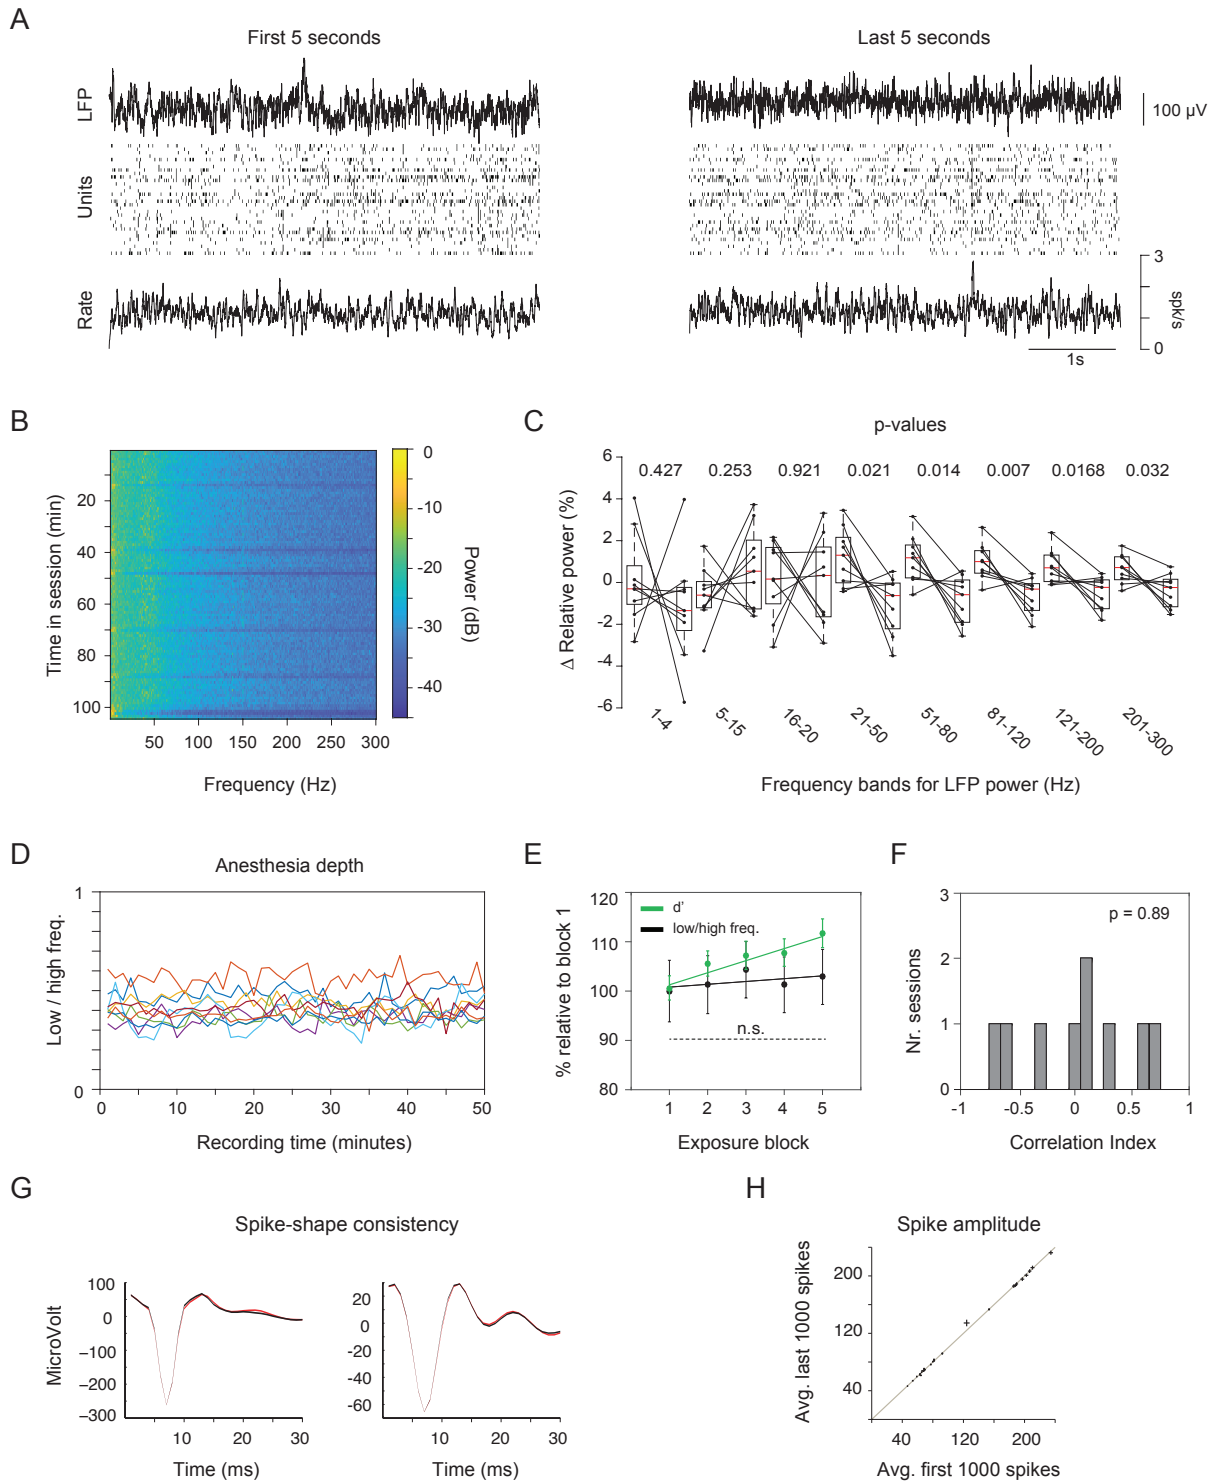 A
First 5 seconds
Last 5 seconds
LFP
100 µV
Units
Rate
3
spk/s
0
1s
B
Time in session (min)
20
40
60
80
100
50 100 150 200 250 300
Frequency (Hz)
0
-10
-20
-30
-40
Power (dB)
C
p-values
0.427 0.253 0.921 0.021 0.014 0.007 0.0168 0.032
Δ Relative power (%)
6
4
2
0
-2
-4
-6
1-4 5-15 16-20 21-50 51-80 81-120 121-200 201-300
Frequency bands for LFP power (Hz)
D
Anesthesia depth
Low / high freq.
1
0
0 10 20 30 40 50
Recording time (minutes)
E
% relative to block 1
120
110
100
90
80
d'
low/high freq.
n.s.
1 2 3 4 5
Exposure block
F
Nr. sessions
3
2
1
0
p = 0.89
-1 -0.5 0 0.5 1
Correlation Index
G
Spike-shape consistency
MicroVolt
100
0
−100
−200
−300
10 20 30
Time (ms)
20
0
−20
−40
−60
10 20 30
Time (ms)
H
Spike amplitude
Avg. last 1000 spikes
200
120
40
40 120 200
Avg. first 1000 spikes